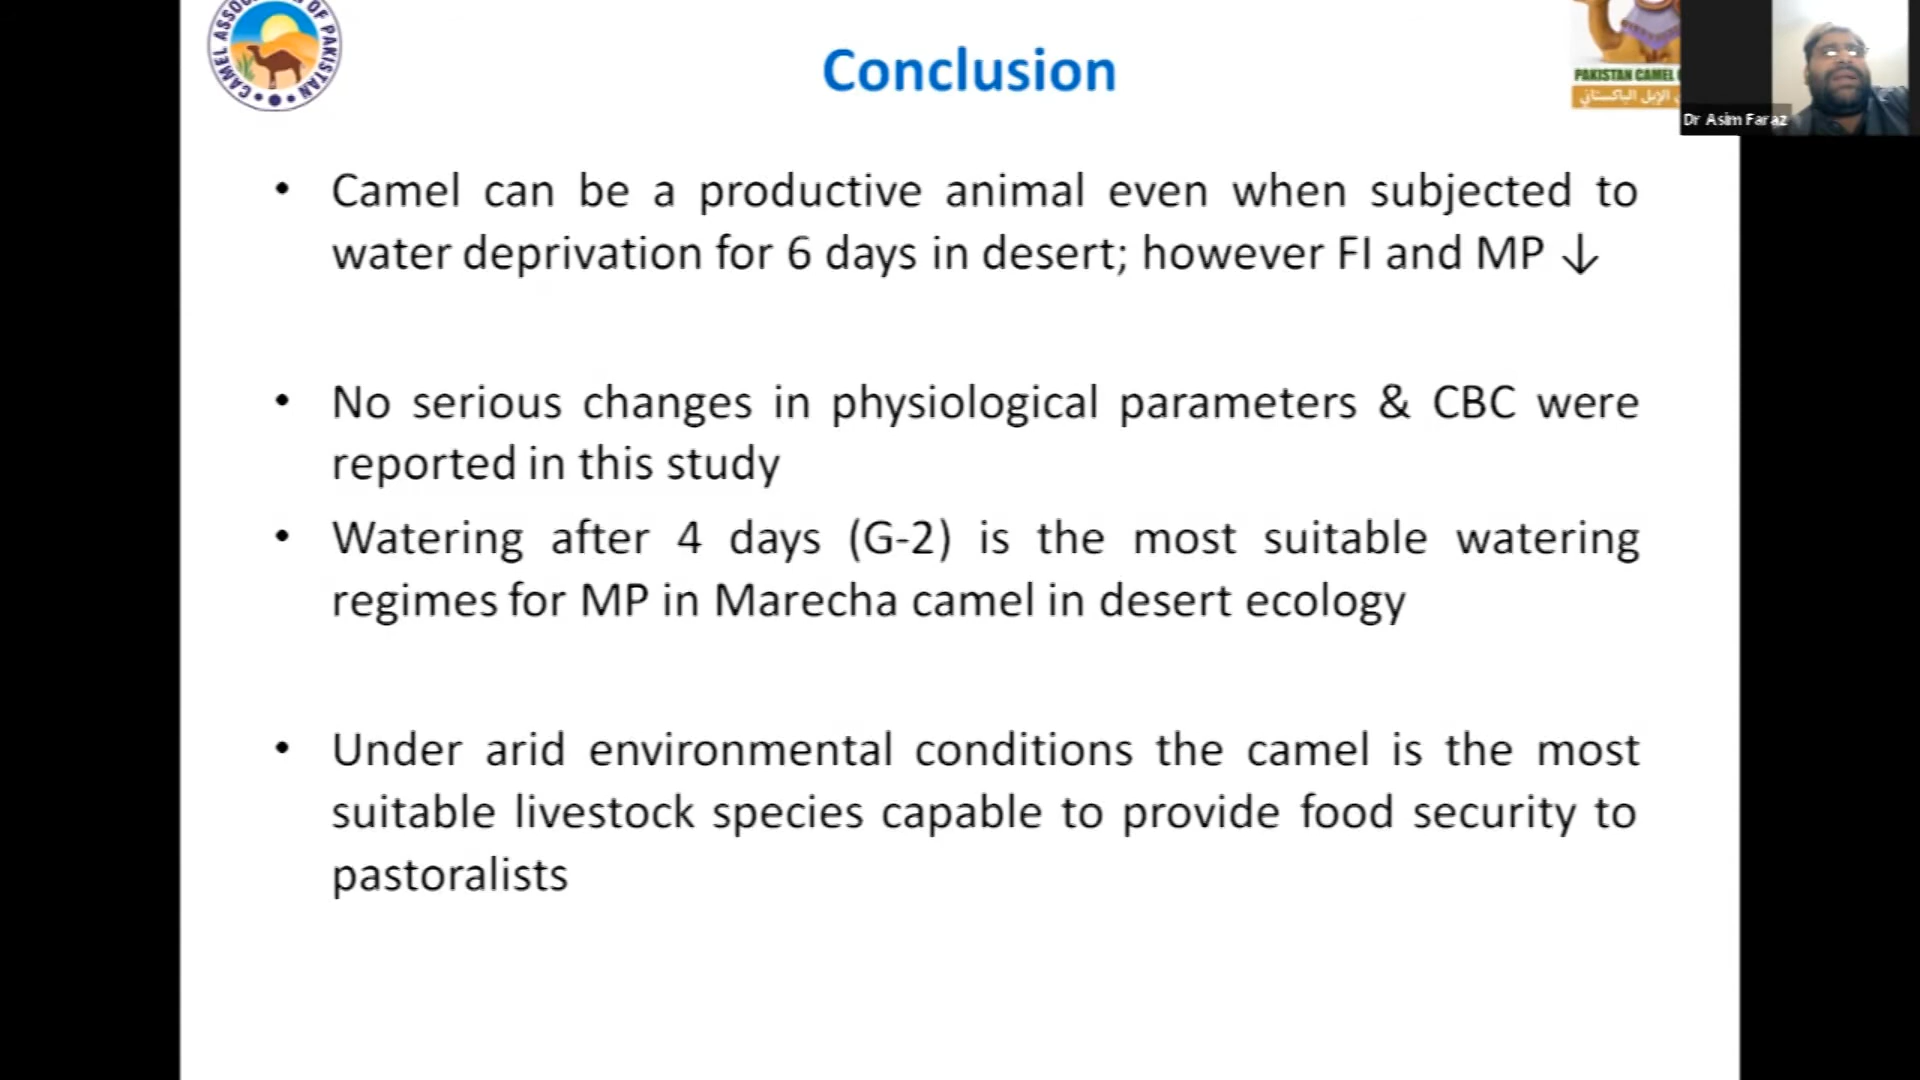 CAMEL ASSOC OF PAKISTAN
Conclusion
PAKISTAN CAMEL
الإبل الباكستاني
Dr Asim Faraz
• Camel can be a productive animal even when subjected to
water deprivation for 6 days in desert; however FI and MP ↓
• No serious changes in physiological parameters & CBC were
reported in this study
• Watering after 4 days (G-2) is the most suitable watering
regimes for MP in Marecha camel in desert ecology
• Under arid environmental conditions the camel is the most
suitable livestock species capable to provide food security to
pastoralists